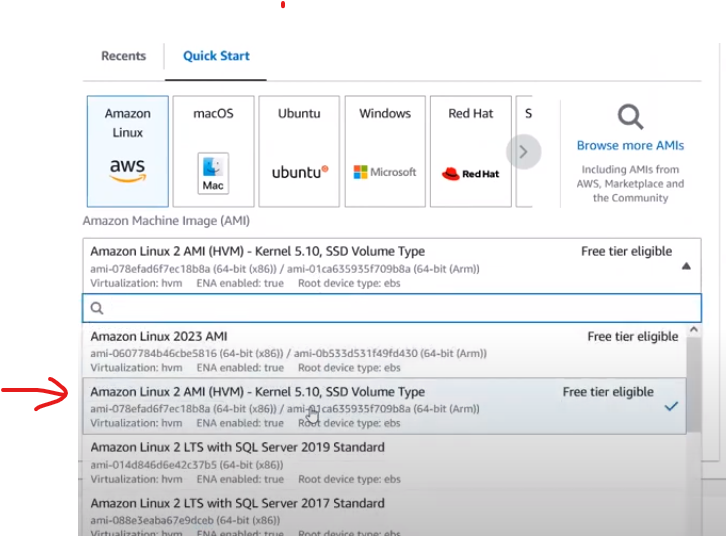 Recents
Quick Start
Amazon Linux
macOS
Ubuntu
Windows
Red Hat
S
aws
Mac
ubuntu
Microsoft
Red Hat
Browse more AMIs
Including AMIs from
AWS, Marketplace and
the Community
Amazon Machine Image (AMI)
Amazon Linux 2 AMI (HVM) - Kernel 5.10, SSD Volume Type Free tier eligible
ami-078efad6f7ec18b8a (64-bit (x86)) / ami-01ca635935f709b8a (64-bit (Arm))
Virtualization: hvm ENA enabled: true Root device type: ebs
Amazon Linux 2023 AMI Free tier eligible
ami-0607784b46cbe5816 (64-bit (x86)) / ami-0b533d531f49fd430 (64-bit (Arm))
Virtualization: hvm ENA enabled: true Root device type: ebs
Amazon Linux 2 AMI (HVM) - Kernel 5.10, SSD Volume Type Free tier eligible
ami-078efad6f7ec18b8a (64-bit (x86)) / ami-01ca635935f709b8a (64-bit (Arm))
Virtualization: hvm ENA enabled: true Root device type: ebs
Amazon Linux 2 LTS with SQL Server 2019 Standard
ami-014d846d6e42c37b5 (64-bit (x86))
Virtualization: hvm ENA enabled: true Root device type: ebs
Amazon Linux 2 LTS with SQL Server 2017 Standard
ami-088e3eaba67e9dceb (64-bit (x86))
Virtualization: hvm ENA enabled: true Root device type: ebs